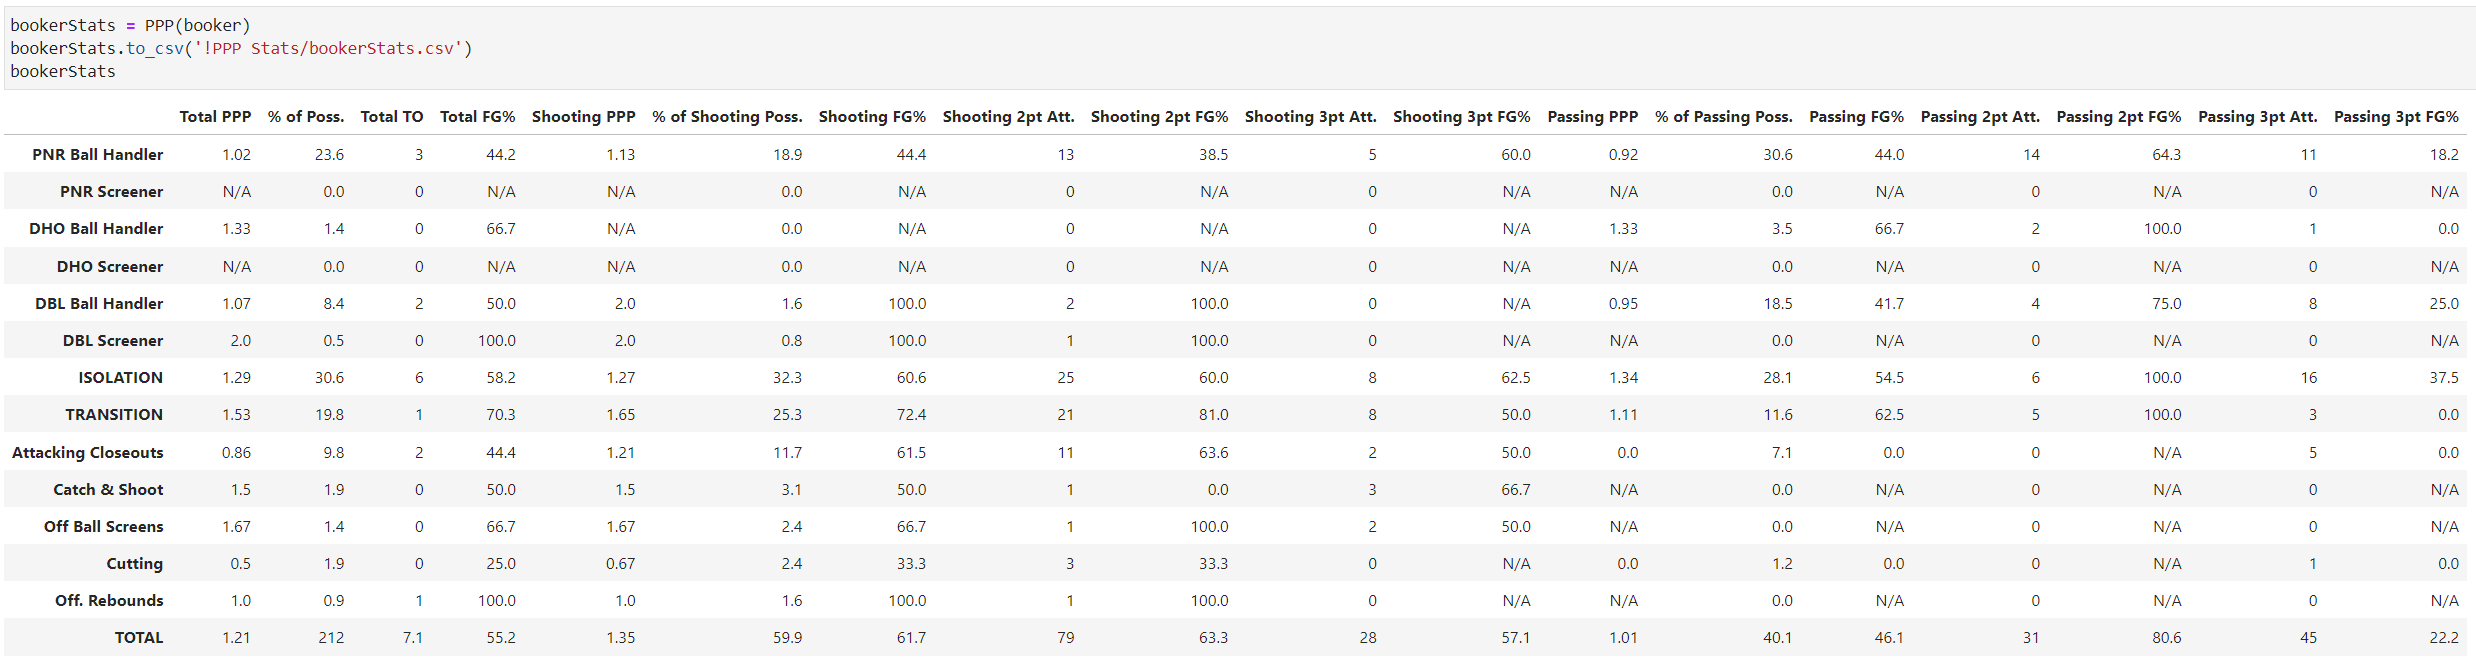 bookerStats = PPP(booker)
bookerStats.to_csv('!PPP Stats/bookerStats.csv')
bookerStats
Total PPP % of Poss. Total TO Total FG% Shooting PPP % of Shooting Poss. Shooting FG% Shooting 2pt Att. Shooting 2pt FG% Shooting 3pt Att. Shooting 3pt FG% Passing PPP % of Passing Poss. Passing FG% Passing 2pt Att. Passing 2pt FG% Passing 3pt Att. Passing 3pt FG%
PNR Ball Handler 1.02 23.6 3 44.2 1.13 18.9 44.4 13 38.5 5 60.0 0.92 30.6 44.0 14 64.3 11 18.2
PNR Screener N/A 0.0 0 N/A N/A 0.0 N/A 0 N/A 0 N/A N/A 0.0 N/A 0 N/A 0 N/A
DHO Ball Handler 1.33 1.4 0 66.7 N/A 0.0 N/A 0 N/A 0 N/A 1.33 3.5 66.7 2 100.0 1 0.0
DHO Screener N/A 0.0 0 N/A N/A 0.0 N/A 0 N/A 0 N/A N/A 0.0 N/A 0 N/A 0 N/A
DBL Ball Handler 1.07 8.4 2 50.0 2.0 1.6 100.0 2 100.0 0 N/A 0.95 18.5 41.7 4 75.0 8 25.0
DBL Screener 2.0 0.5 0 100.0 2.0 0.8 100.0 1 100.0 0 N/A N/A 0.0 N/A 0 N/A 0 N/A
ISOLATION 1.29 30.6 6 58.2 1.27 32.3 60.6 25 60.0 8 62.5 1.34 28.1 54.5 6 100.0 16 37.5
TRANSITION 1.53 19.8 1 70.3 1.65 25.3 72.4 21 81.0 8 50.0 1.11 11.6 62.5 5 100.0 3 0.0
Attacking Closeouts 0.86 9.8 2 44.4 1.21 11.7 61.5 11 63.6 2 50.0 0.0 7.1 0.0 0 N/A 5 0.0
Catch & Shoot 1.5 1.9 0 50.0 1.5 3.1 50.0 1 0.0 3 66.7 N/A 0.0 N/A 0 N/A 0 N/A
Off Ball Screens 1.67 1.4 0 66.7 1.67 2.4 66.7 1 100.0 2 50.0 N/A 0.0 N/A 0 N/A 0 N/A
Cutting 0.5 1.9 0 25.0 0.67 2.4 33.3 3 33.3 0 N/A 0.0 1.2 0.0 0 N/A 1 0.0
Off. Rebounds 1.0 0.9 1 100.0 1.0 1.6 100.0 1 100.0 0 N/A N/A 0.0 N/A 0 N/A 0 N/A
TOTAL 1.21 212 7.1 55.2 1.35 59.9 61.7 79 63.3 28 57.1 1.01 40.1 46.1 31 80.6 45 22.2